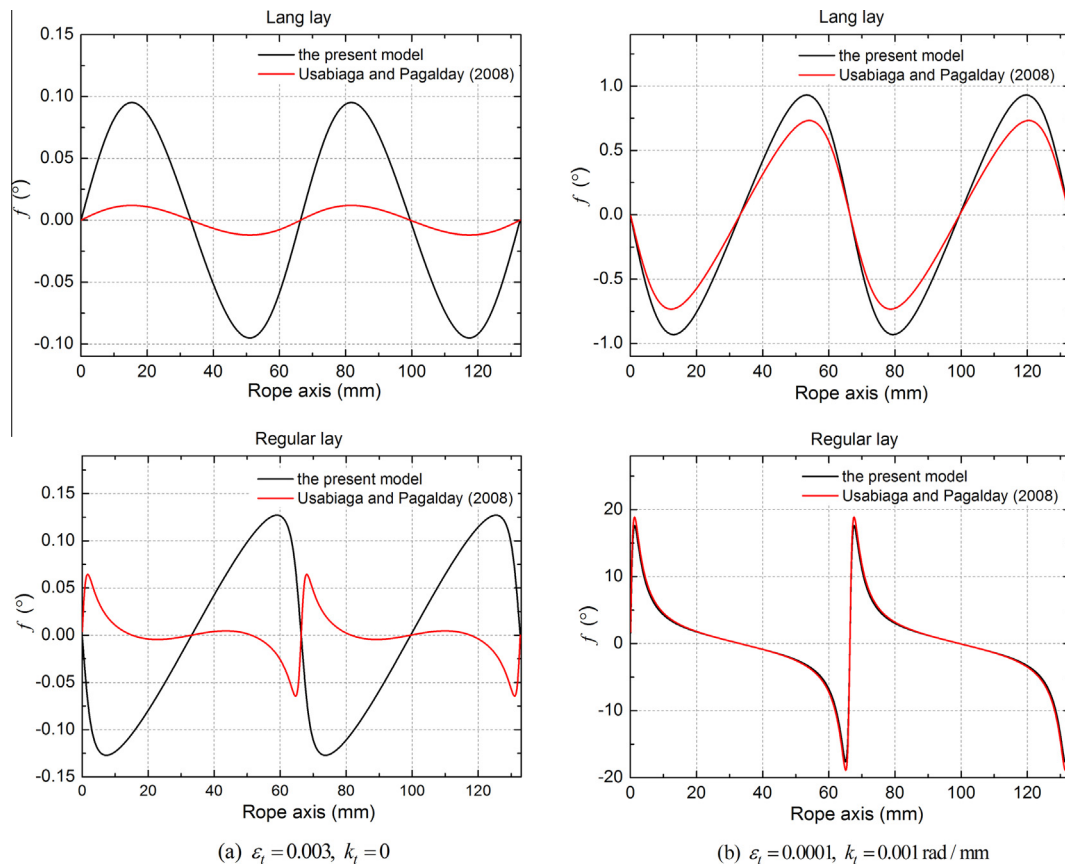 Lang lay
0.15
0.10
0.05
0.00
-0.05
-0.10
f (°)
the present model
Usabiaga and Pagalday (2008)
0 20 40 60 80 100 120
Rope axis (mm)
Lang lay
1.0
0.5
0.0
-0.5
-1.0
f (°)
the present model
Usabiaga and Pagalday (2008)
0 20 40 60 80 100 120
Rope axis (mm)
Regular lay
0.15
0.10
0.05
0.00
-0.05
-0.10
-0.15
f (°)
the present model
Usabiaga and Pagalday (2008)
0 20 40 60 80 100 120
Rope axis (mm)
(a) εₜ = 0.003, kₜ = 0
Regular lay
20
10
0
-10
-20
f (°)
the present model
Usabiaga and Pagalday (2008)
0 20 40 60 80 100 120
Rope axis (mm)
(b) εₜ = 0.0001, kₜ = 0.001 rad / mm